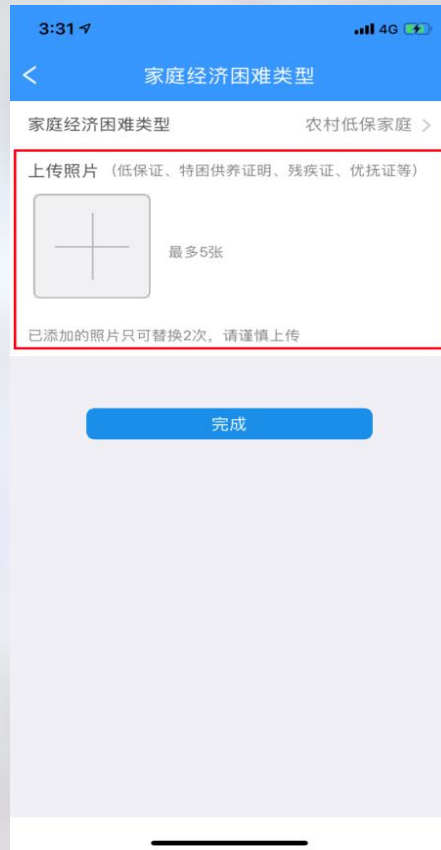 3:31
4G
家庭经济困难类型
家庭经济困难类型 农村低保家庭
上传照片（低保证、特困供养证明、残疾证、优抚证等）
最多5张
已添加的照片只可替换2次，请谨慎上传
完成